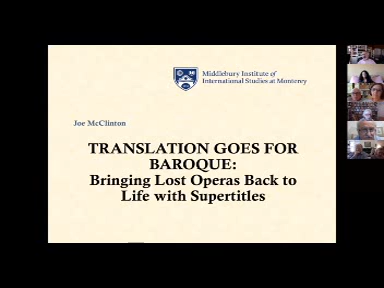 Middlebury Institute of
International Studies at Monterey
Joe McClinton
TRANSLATION GOES FOR
BAROQUE:
Bringing Lost Operas Back to
Life with Supertitles